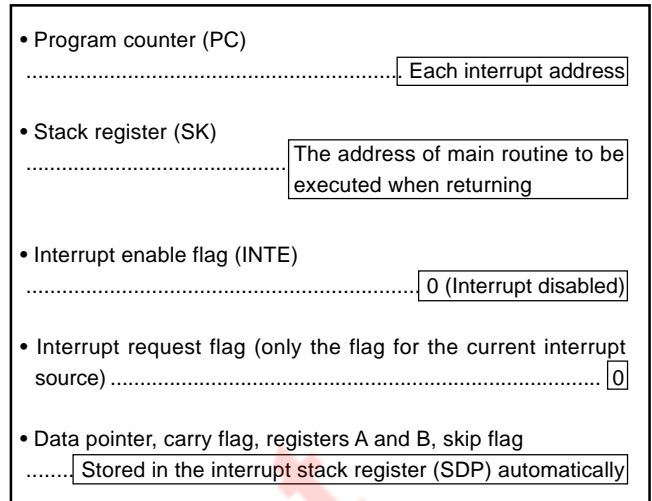 • Program counter (PC)
............................................................... Each interrupt address
• Stack register (SK)
........................................... The address of main routine to be
executed when returning
• Interrupt enable flag (INTE)
.................................................................. 0 (Interrupt disabled)
• Interrupt request flag (only the flag for the current interrupt
source) .................................................................................. 0
• Data pointer, carry flag, registers A and B, skip flag
........ Stored in the interrupt stack register (SDP) automatically